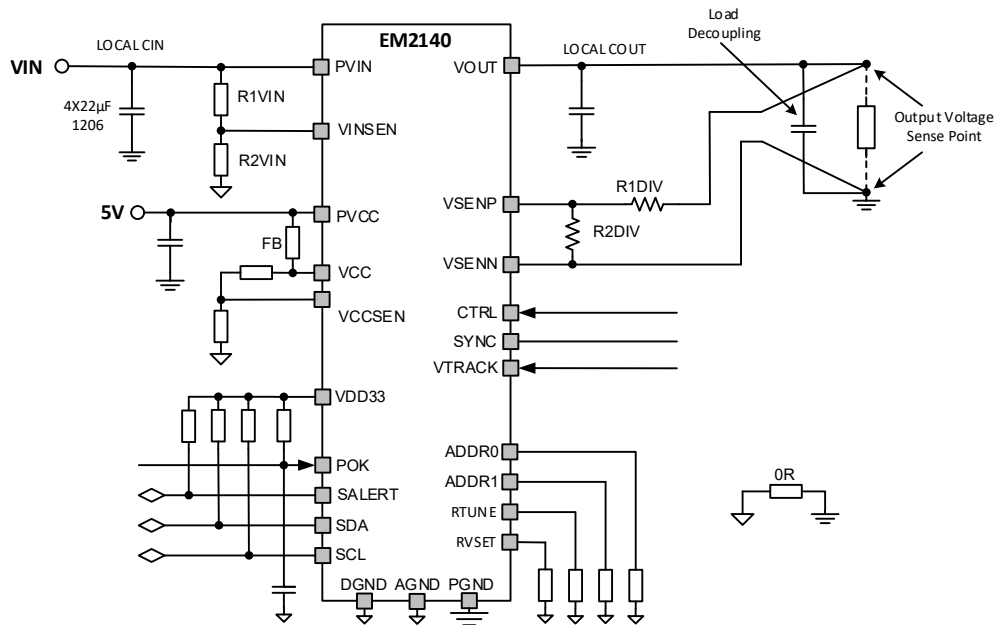 EM2140
Load
Decoupling
LOCAL CIN
LOCAL COUT
VIN
PVIN
VOUT
4X22µF
1206
R1VIN
VINSEN
R2VIN
Output Voltage
Sense Point
R1DIV
VSENP
R2DIV
VSENN
5V
PVCC
FB
VCC
VCCSEN
CTRL
SYNC
VTRACK
VDD33
POK
SALERT
SDA
SCL
ADDR0
ADDR1
RTUNE
RVSET
0R
DGND AGND PGND